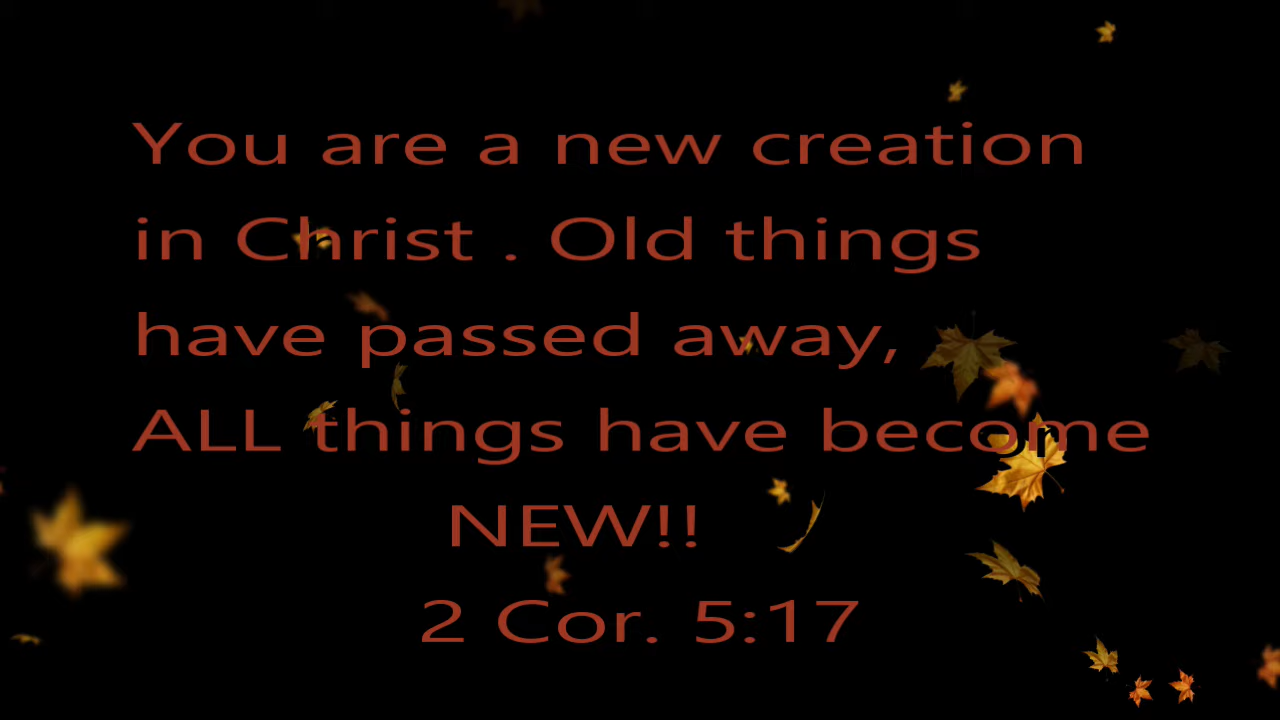 You are a new creation
in Christ . Old things
have passed away,
ALL things have become
NEW!!
2 Cor. 5:17